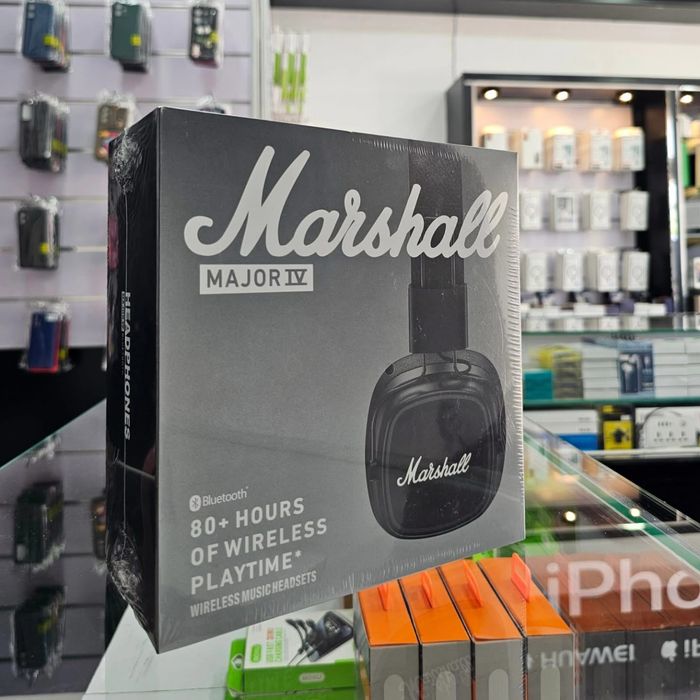 Marshall
MAJOR IV
HEADPHONES
Marshall
Bluetooth
80+ HOURS
OF WIRELESS
PLAYTIME*
WIRELESS MUSIC HEADSETS
iPho
HUAWEI